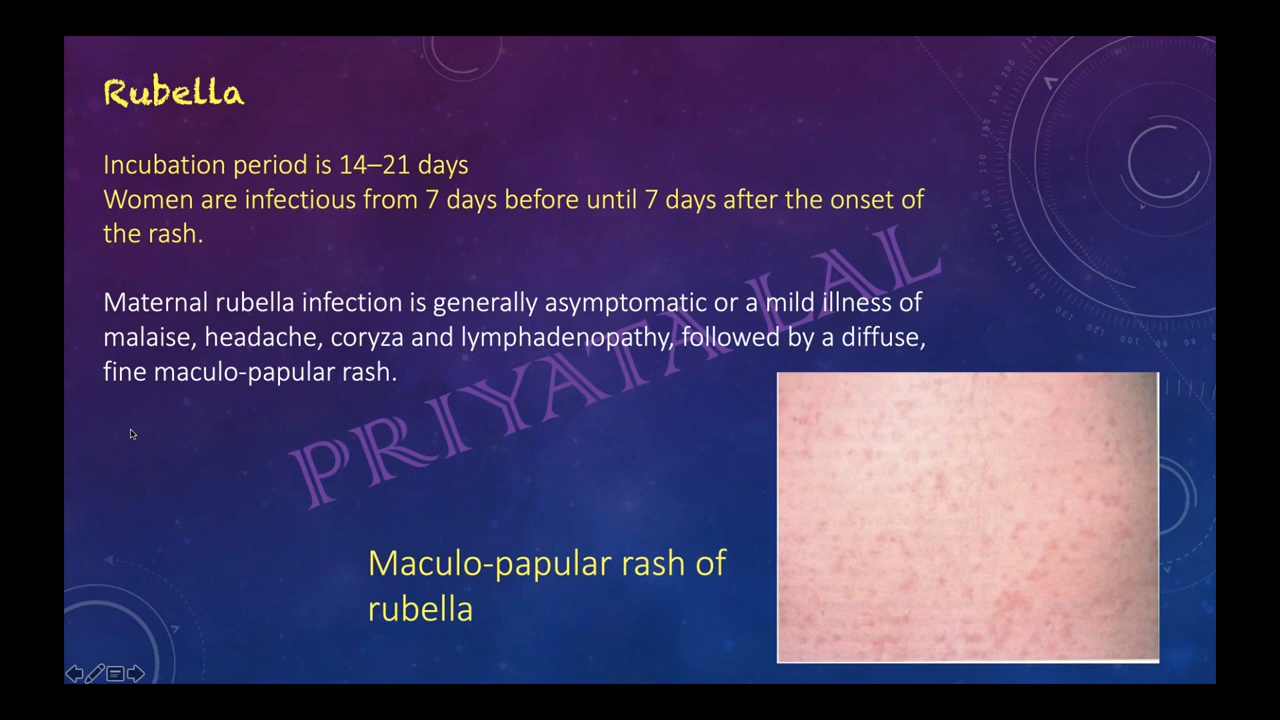 Rubella
Incubation period is 14–21 days
Women are infectious from 7 days before until 7 days after the onset of
the rash.
Maternal rubella infection is generally asymptomatic or a mild illness of
malaise, headache, coryza and lymphadenopathy, followed by a diffuse,
fine maculo-papular rash.
PRIYATA LAL
Maculo-papular rash of
rubella